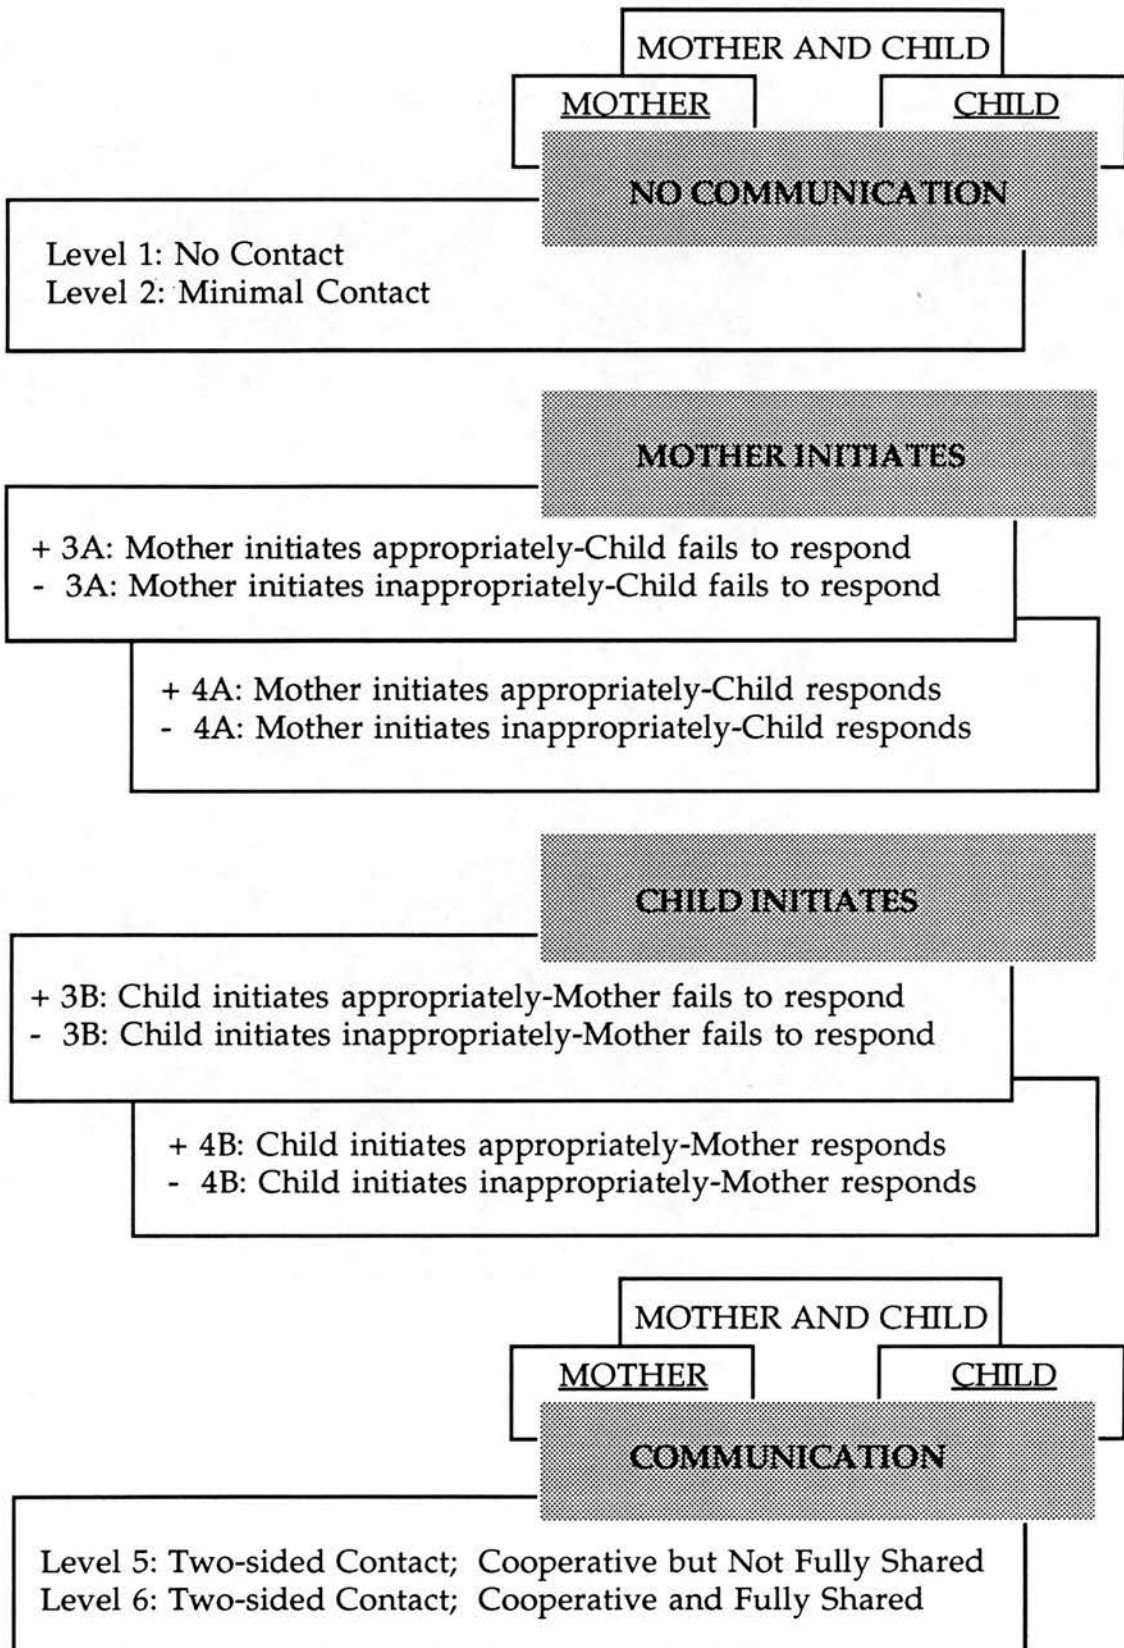 MOTHER AND CHILD
MOTHER CHILD
NO COMMUNICATION
Level 1: No Contact
Level 2: Minimal Contact
MOTHER INITIATES
+ 3A: Mother initiates appropriately-Child fails to respond
- 3A: Mother initiates inappropriately-Child fails to respond
+ 4A: Mother initiates appropriately-Child responds
- 4A: Mother initiates inappropriately-Child responds
CHILD INITIATES
+ 3B: Child initiates appropriately-Mother fails to respond
- 3B: Child initiates inappropriately-Mother fails to respond
+ 4B: Child initiates appropriately-Mother responds
- 4B: Child initiates inappropriately-Mother responds
MOTHER AND CHILD
MOTHER CHILD
COMMUNICATION
Level 5: Two-sided Contact; Cooperative but Not Fully Shared
Level 6: Two-sided Contact; Cooperative and Fully Shared